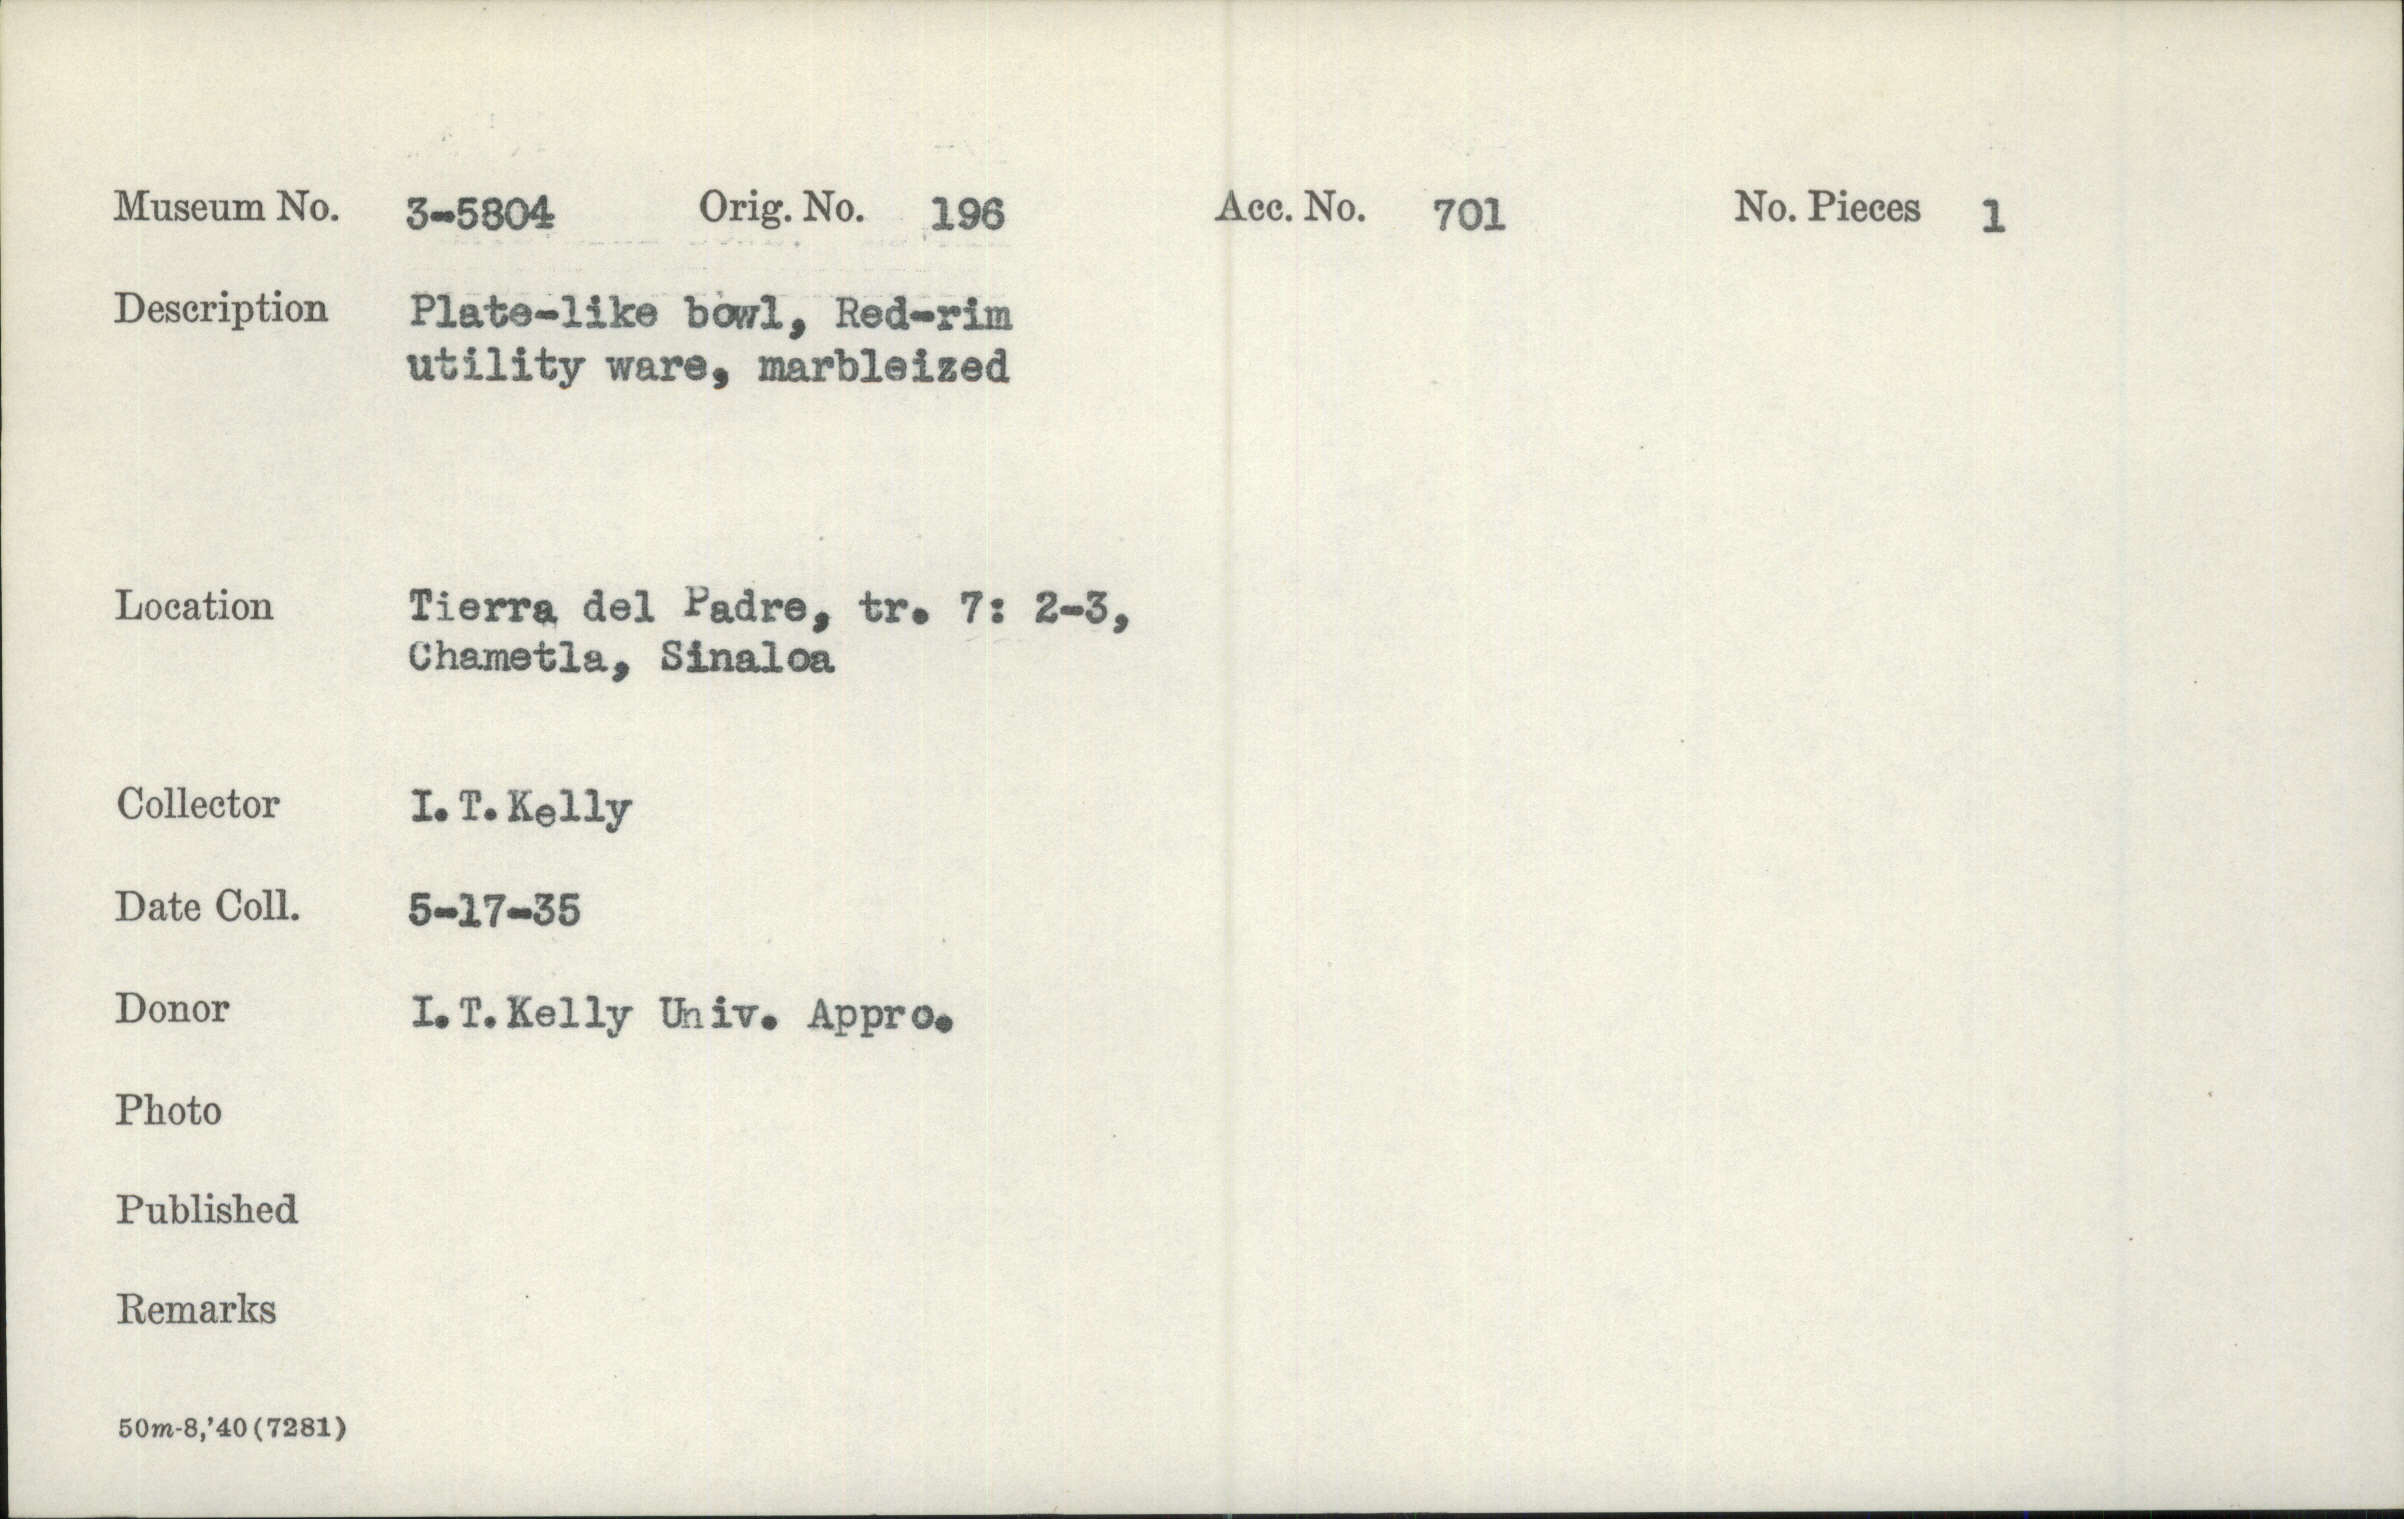 Museum No. 3-5804 Orig. No. 196 Acc. No. 701 No. Pieces 1
Description Plate-like bowl, Red-rim
utility ware, marbleized
Location Tierra del Padre, tr. 7: 2-3,
Chametla, Sinaloa
Collector I.T.Kelly
Date Coll. 5-17-35
Donor I.T.Kelly Univ. Appro.
Photo
Published
Remarks
50m-8,'40(7281)